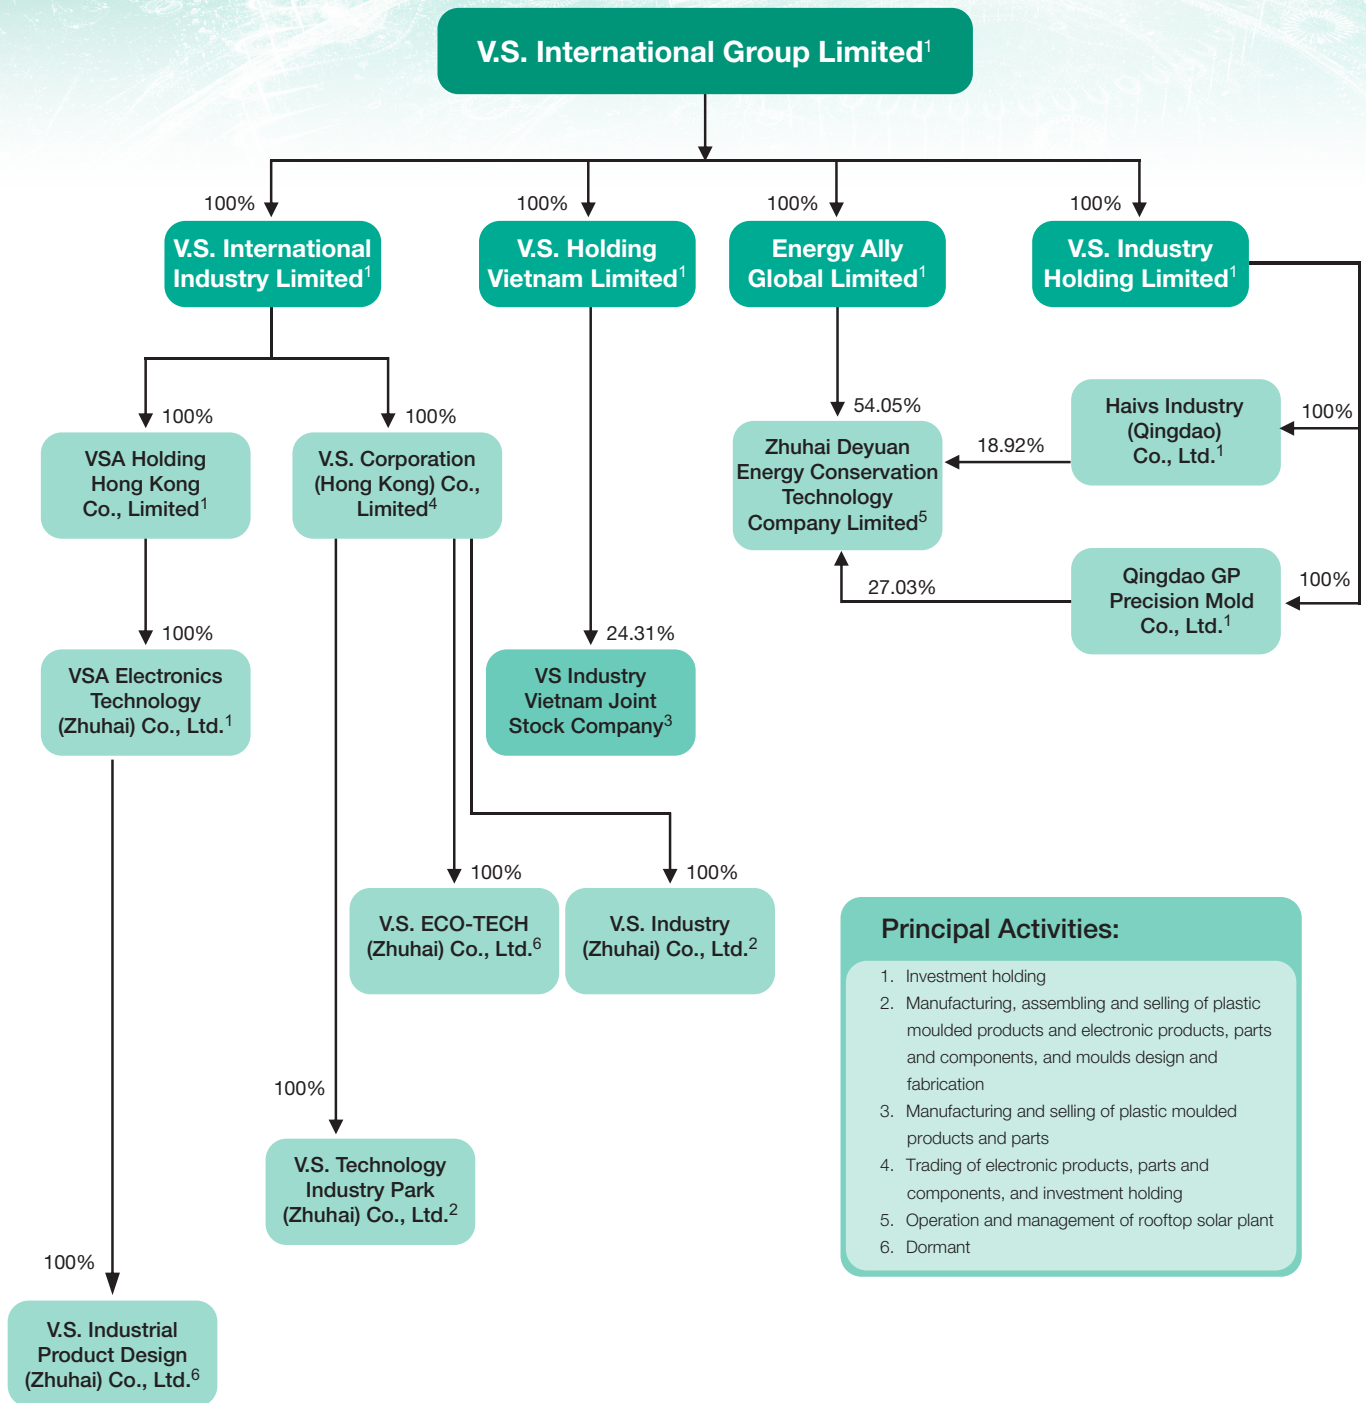 V.S. International Group Limited¹
100%
100%
100%
100%
V.S. International
Industry Limited¹
V.S. Holding
Vietnam Limited¹
Energy Ally
Global Limited¹
V.S. Industry
Holding Limited¹
100%
100%
54.05%
18.92%
100%
VSA Holding
Hong Kong
Co., Limited¹
V.S. Corporation
(Hong Kong) Co.,
Limited⁴
Zhuhai Deyuan
Energy Conservation
Technology
Company Limited⁵
Haivs Industry
(Qingdao)
Co., Ltd.¹
27.03%
100%
Qingdao GP
Precision Mold
Co., Ltd.¹
100%
24.31%
VSA Electronics
Technology
(Zhuhai) Co., Ltd.¹
VS Industry
Vietnam Joint
Stock Company³
100%
100%
V.S. ECO-TECH
(Zhuhai) Co., Ltd.⁶
V.S. Industry
(Zhuhai) Co., Ltd.²
100%
V.S. Technology
Industry Park
(Zhuhai) Co., Ltd.²
100%
V.S. Industrial
Product Design
(Zhuhai) Co., Ltd.⁶
Principal Activities:
1. Investment holding
2. Manufacturing, assembling and selling of plastic
moulded products and electronic products, parts
and components, and moulds design and
fabrication
3. Manufacturing and selling of plastic moulded
products and parts
4. Trading of electronic products, parts and
components, and investment holding
5. Operation and management of rooftop solar plant
6. Dormant